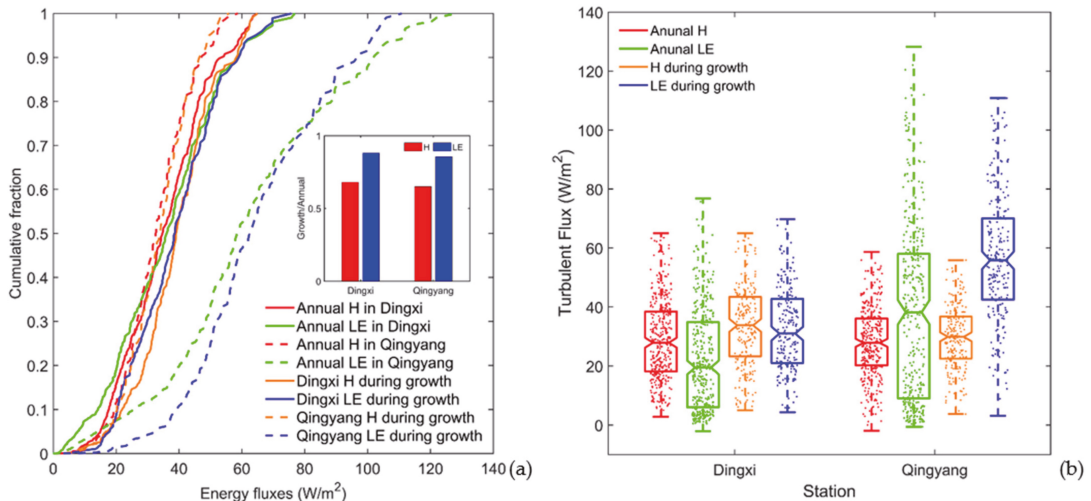 1
0.9
0.8
0.7
0.6
0.5
0.4
0.3
0.2
0.1
0
Cumulative fraction
0 20 40 60 80 100 120 140
Energy fluxes (W/m²)
(a)
1
0.5
0
Growth/Annual
H LE
Dingxi Qingyang
Annual H in Dingxi
Annual LE in Dingxi
Annual H in Qingyang
Annual LE in Qingyang
Dingxi H during growth
Dingxi LE during growth
Qingyang H during growth
Qingyang LE during growth
140
120
100
80
60
40
20
0
-20
Turbulent Flux (W/m²)
Anunal H
Anunal LE
H during growth
LE during growth
Dingxi Qingyang
Station
(b)